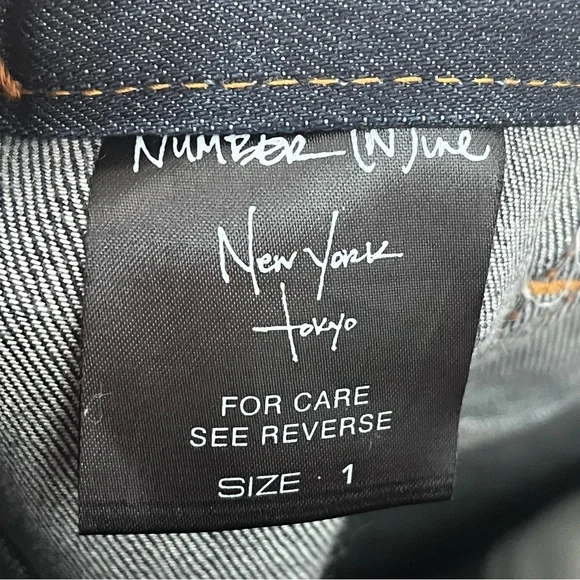 NUMBER (N)ine
New York
Tokyo
FOR CARE
SEE REVERSE
SIZE 1